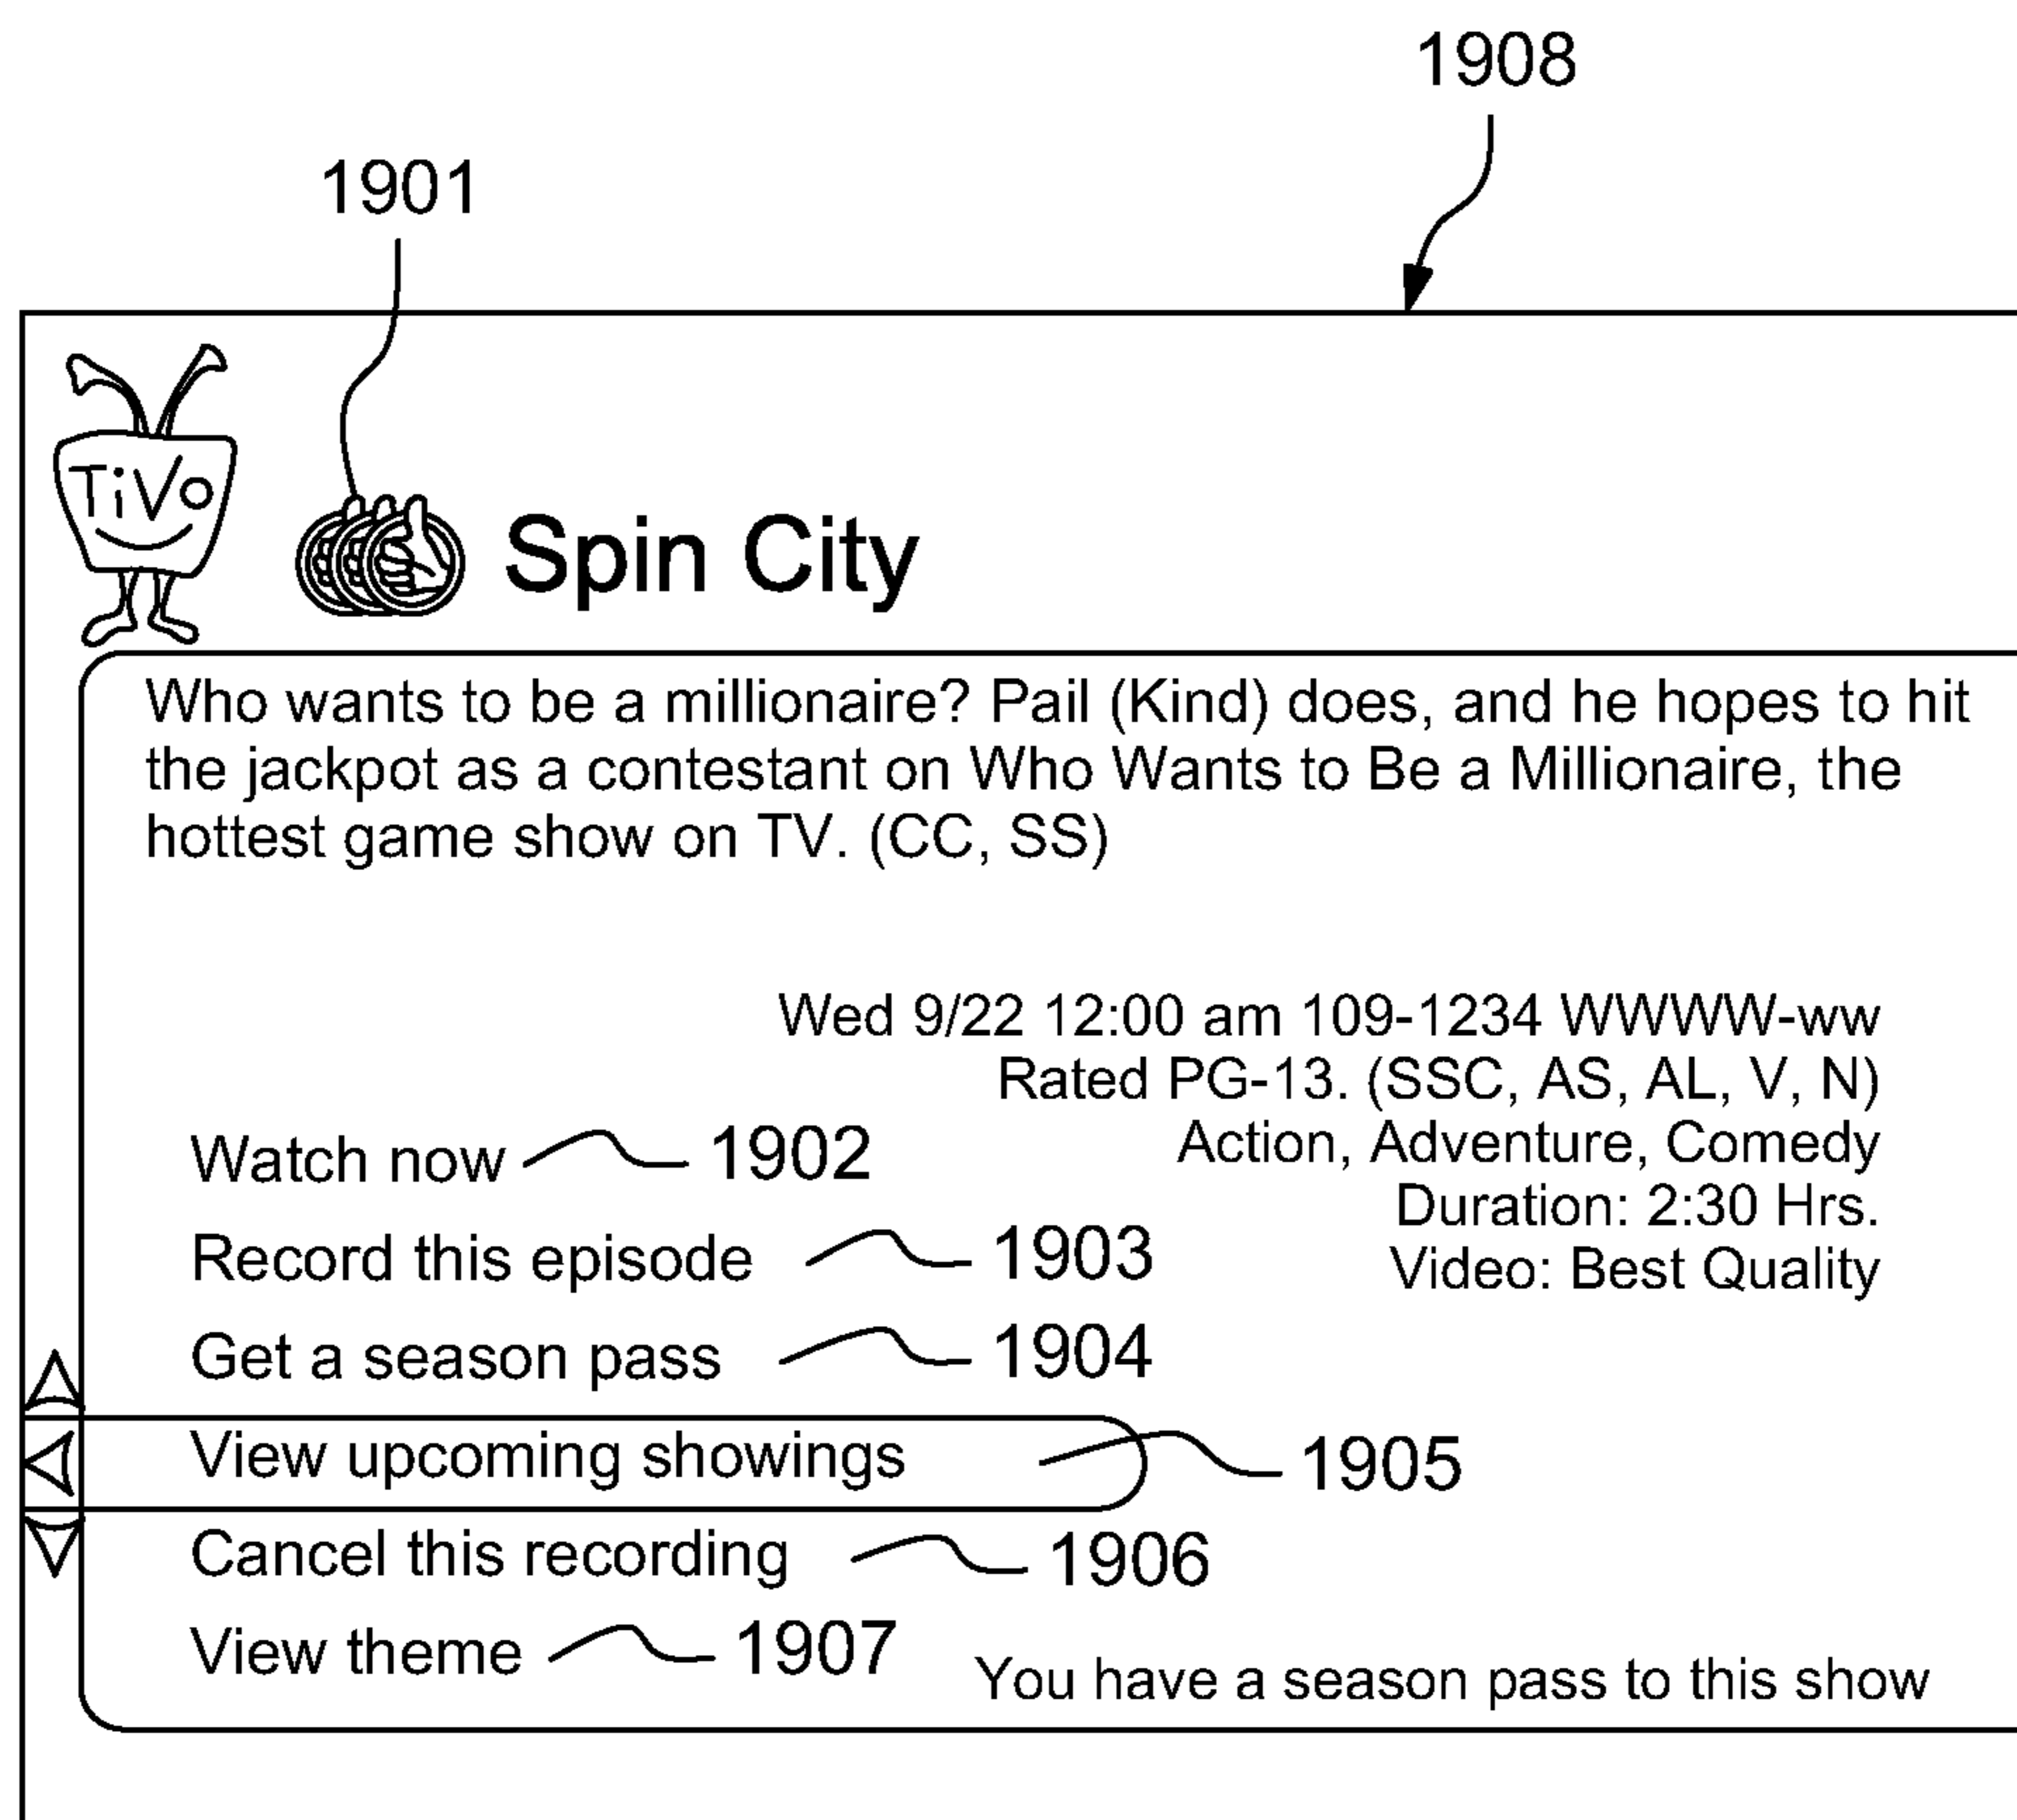 1908
1901
TiVo
Spin City
Who wants to be a millionaire? Pail (Kind) does, and he hopes to hit
the jackpot as a contestant on Who Wants to Be a Millionaire, the
hottest game show on TV. (CC, SS)
Wed 9/22 12:00 am 109-1234 WWWW-ww
Rated PG-13. (SSC, AS, AL, V, N)
Action, Adventure, Comedy
Duration: 2:30 Hrs.
Video: Best Quality
Watch now 1902
Record this episode 1903
Get a season pass 1904
View upcoming showings 1905
Cancel this recording 1906
View theme 1907
You have a season pass to this show